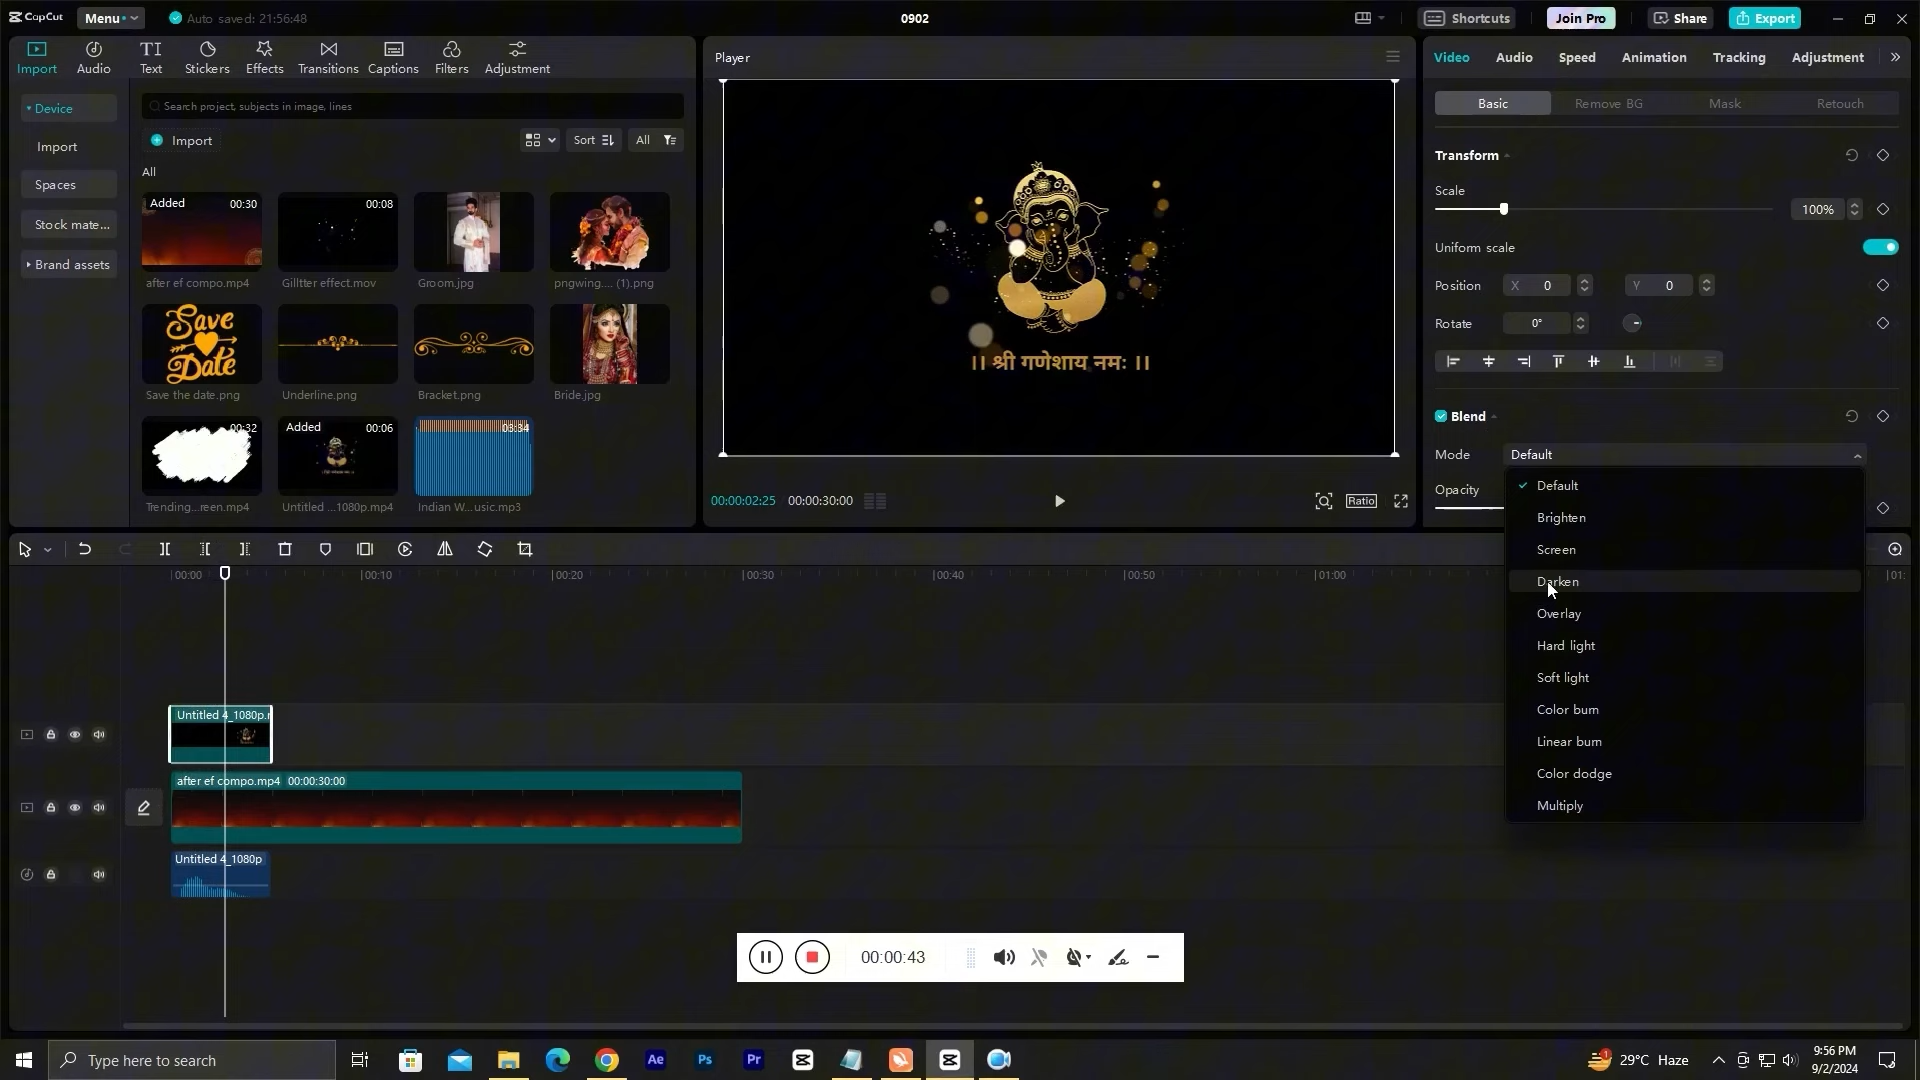 CapCut
Menu
Auto saved: 21:56:48
0902
Shortcuts
Join Pro
Share
Export
Import
Audio
Text
Stickers
Effects
Transitions
Captions
Filters
Adjustment
Device
Import
Spaces
Stock mate...
Brand assets
Search project, subjects in image, lines
Import
Sort
All
All
Added 00:30
00:08
after ef compo.mp4
Gilltter effect.mov
Groom.jpg
pngwing.... (1).png
Save THE Date
Save the date.png
Underline.png
Bracket.png
Bride.jpg
00:32
Added 00:06
03:34
Trending...reen.mp4
Untitled ...1080p.mp4
Indian W...usic.mp3
Player
।। श्री गणेशाय नमः ।।
00:00:02:25
00:00:30:00
Ratio
Video
Audio
Speed
Animation
Tracking
Adjustment
Basic
Remove BG
Mask
Retouch
Transform
Scale
100%
Uniform scale
Position
X 0
Y 0
Rotate
0°
Blend
Mode
Default
Opacity
Default
Brighten
Screen
Darken
Overlay
Hard light
Soft light
Color burn
Linear burn
Color dodge
Multiply
00:00
00:10
00:20
00:30
00:40
00:50
01:00
01:
Untitled 4_1080p.r
after ef compo.mp4 00:00:30:00
Untitled 4_1080p
00:00:43
Type here to search
Ae
Ps
Pr
1
29°C Haze
9:56 PM
9/2/2024